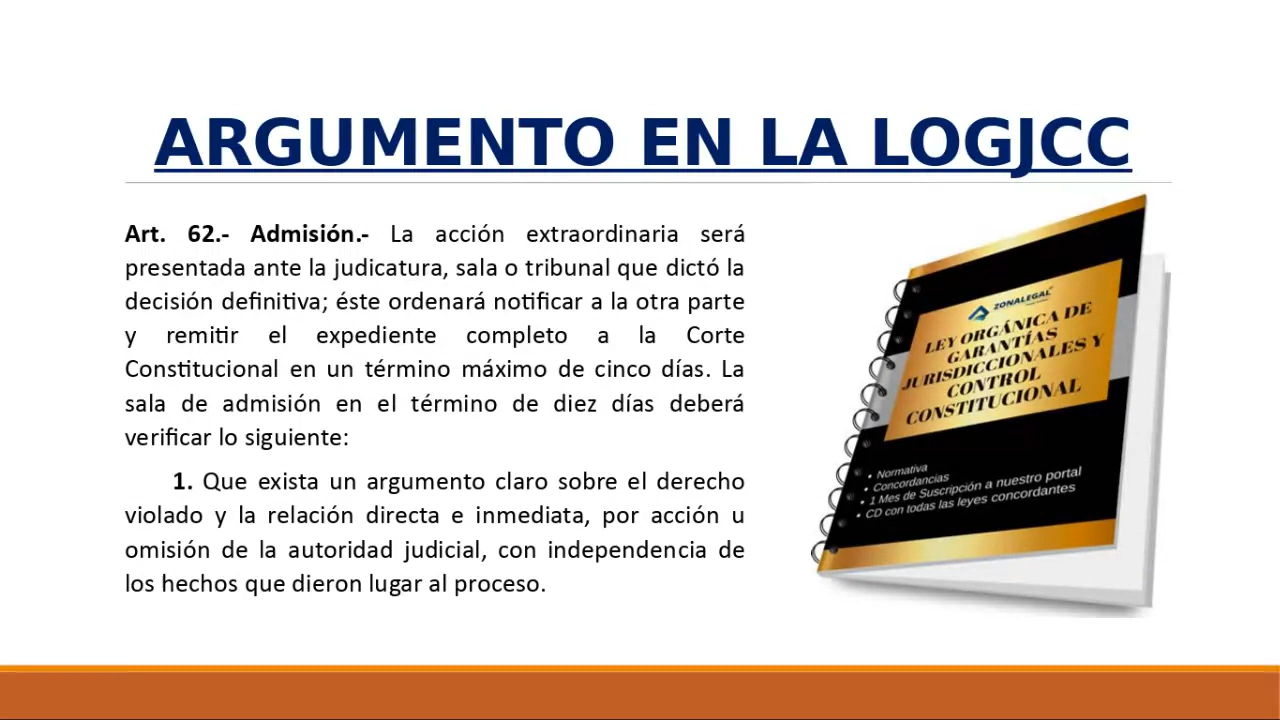 ARGUMENTO EN LA LOGJCC
Art. 62.- Admisión.- La acción extraordinaria será
presentada ante la judicatura, sala o tribunal que dictó la
decisión definitiva; éste ordenará notificar a la otra parte
y remitir el expediente completo a la Corte
Constitucional en un término máximo de cinco días. La
sala de admisión en el término de diez días deberá
verificar lo siguiente:
1. Que exista un argumento claro sobre el derecho
violado y la relación directa e inmediata, por acción u
omisión de la autoridad judicial, con independencia de
los hechos que dieron lugar al proceso.
ZONALEGAL
LEY ORGÁNICA DE
GARANTÍAS
JURISDICCIONALES Y
CONTROL
CONSTITUCIONAL
• Normativa
• Concordancias
• 1 Mes de Suscripción a nuestro portal
• CD con todas las leyes concordantes